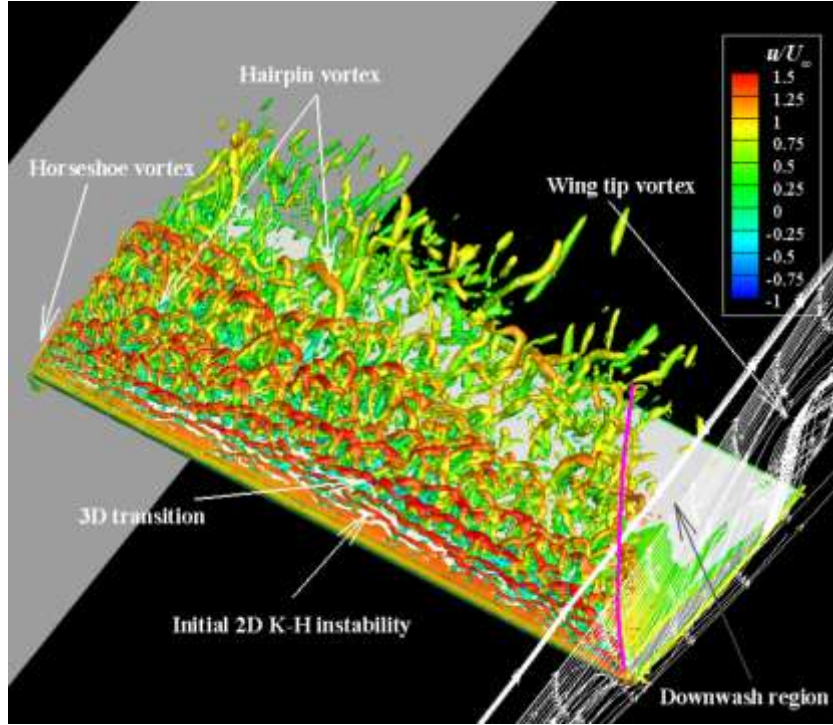 Hairpin vortex
u/U∞
1.5
1.25
1
0.75
0.5
0.25
0
-0.25
-0.5
-0.75
-1
Horseshoe vortex
Wing tip vortex
3D transition
Initial 2D K-H instability
Downwash region